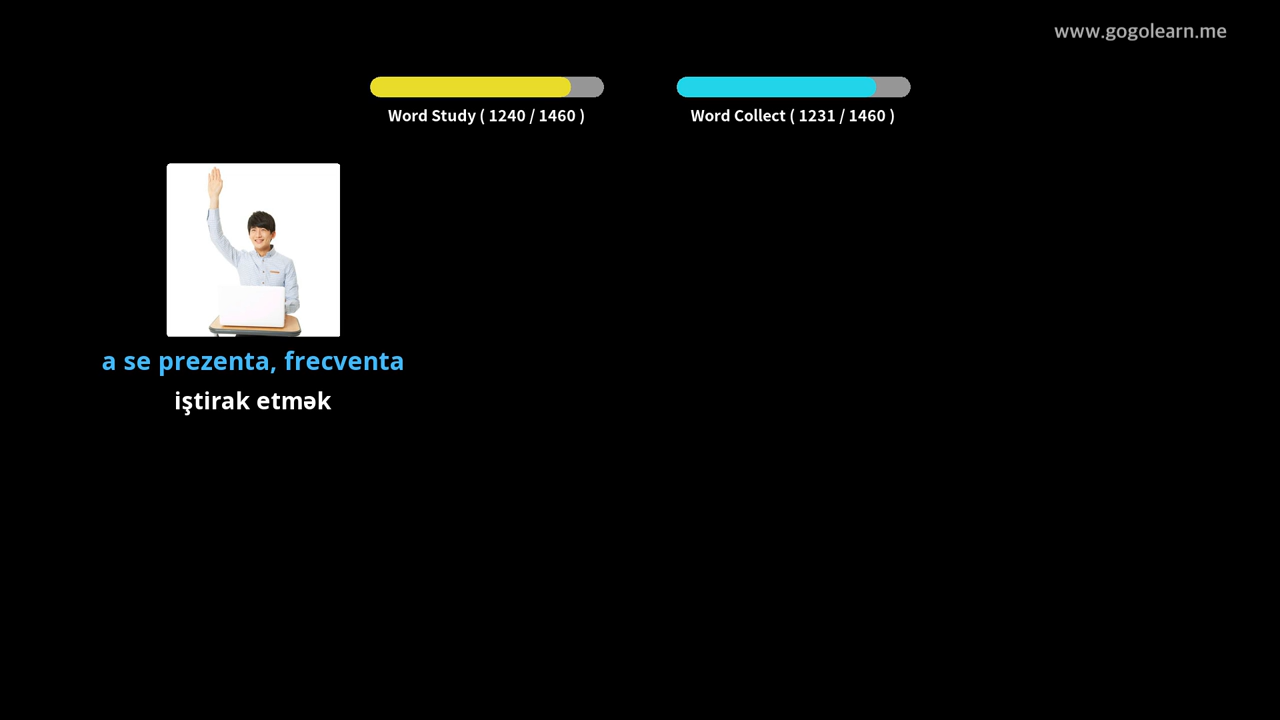 www.gogolearn.me
Word Study ( 1240 / 1460 )
Word Collect ( 1231 / 1460 )
a se prezenta, frecventa
iştirak etmək